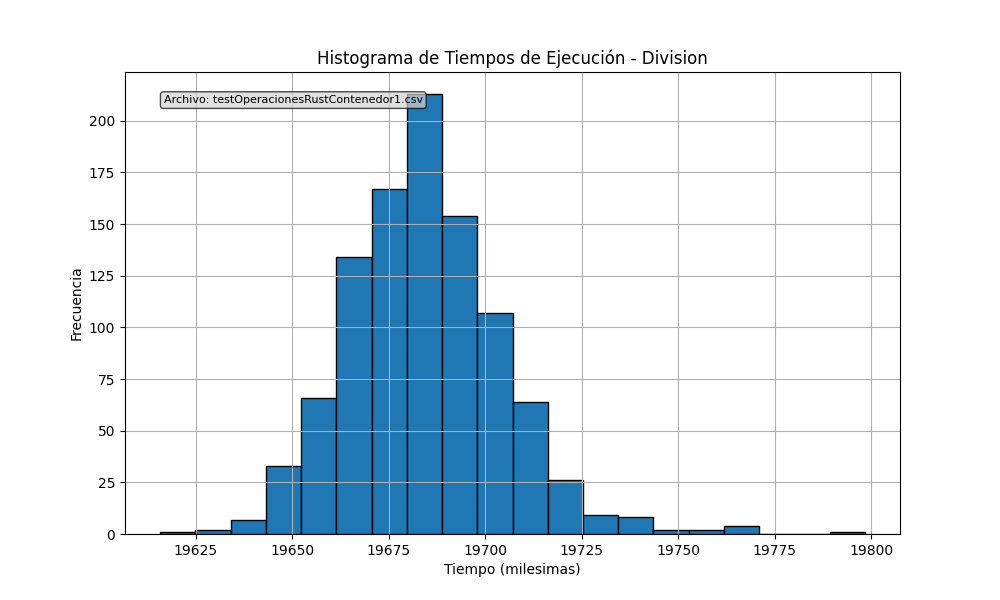 Histograma de Tiempos de Ejecución - Division
Archivo: testOperacionesRustContenedor1.csv
Frecuencia
200
175
150
125
100
75
50
25
0
19625 19650 19675 19700 19725 19750 19775 19800
Tiempo (milesimas)